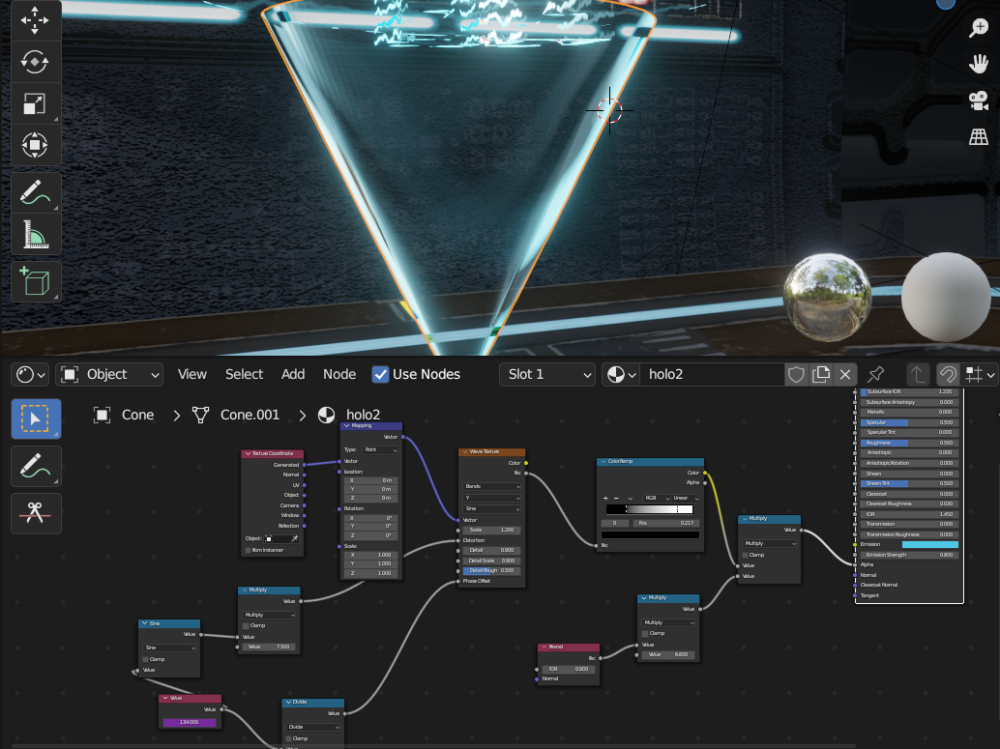 Object
View
Select
Add
Node
Use Nodes
Slot 1
holo2
Cone
Cone.001
holo2
Mapping
Vector
Type:
Point
Vector
Location:
X 0 m
Y 0 m
Z 0 m
Rotation:
X 0°
Y 0°
Z 0°
Scale:
X 1.000
Y 1.000
Z 1.000
Texture Coordinate
Generated
Normal
UV
Object
Camera
Window
Reflection
Object:
From Instancer
Wave Texture
Color
Fac
Bands
Y
Sine
Vector
Scale 1.200
Distortion
Detail 0.900
Detail Scale 0.900
Detail Rough 0.500
Phase Offset
ColorRamp
Color
Alpha
RGB
Linear
0
Pos 0.217
Fac
Multiply
Value
Multiply
Clamp
Value
Value
Subsurface IOR 1.235
Subsurface Anisotropy 0.000
Metallic 0.000
Specular 0.500
Specular Tint 0.000
Roughness 0.500
Anisotropic 0.000
Anisotropic Rotation 0.000
Sheen 0.000
Sheen Tint 0.500
Clearcoat 0.000
Clearcoat Roughness 0.030
IOR 1.450
Transmission 0.000
Transmission Roughness 0.000
Emission
Emission Strength 0.800
Alpha
Normal
Clearcoat Normal
Tangent
Multiply
Value
Multiply
Clamp
Value
Value 7.500
Sine
Value
Sine
Clamp
Value
Value
Value
134.000
Divide
Value
Divide
Clamp
Multiply
Value
Multiply
Clamp
Value
Value 6.600
Fresnel
Fac
IOR 0.900
Normal